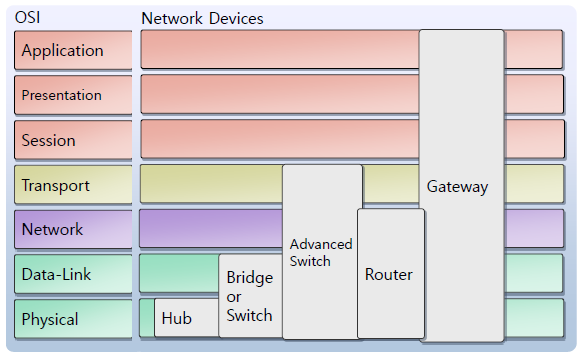 OSI
Network Devices
Application
Presentation
Session
Transport
Network
Data-Link
Physical
Hub
Bridge
or
Switch
Advanced
Switch
Router
Gateway